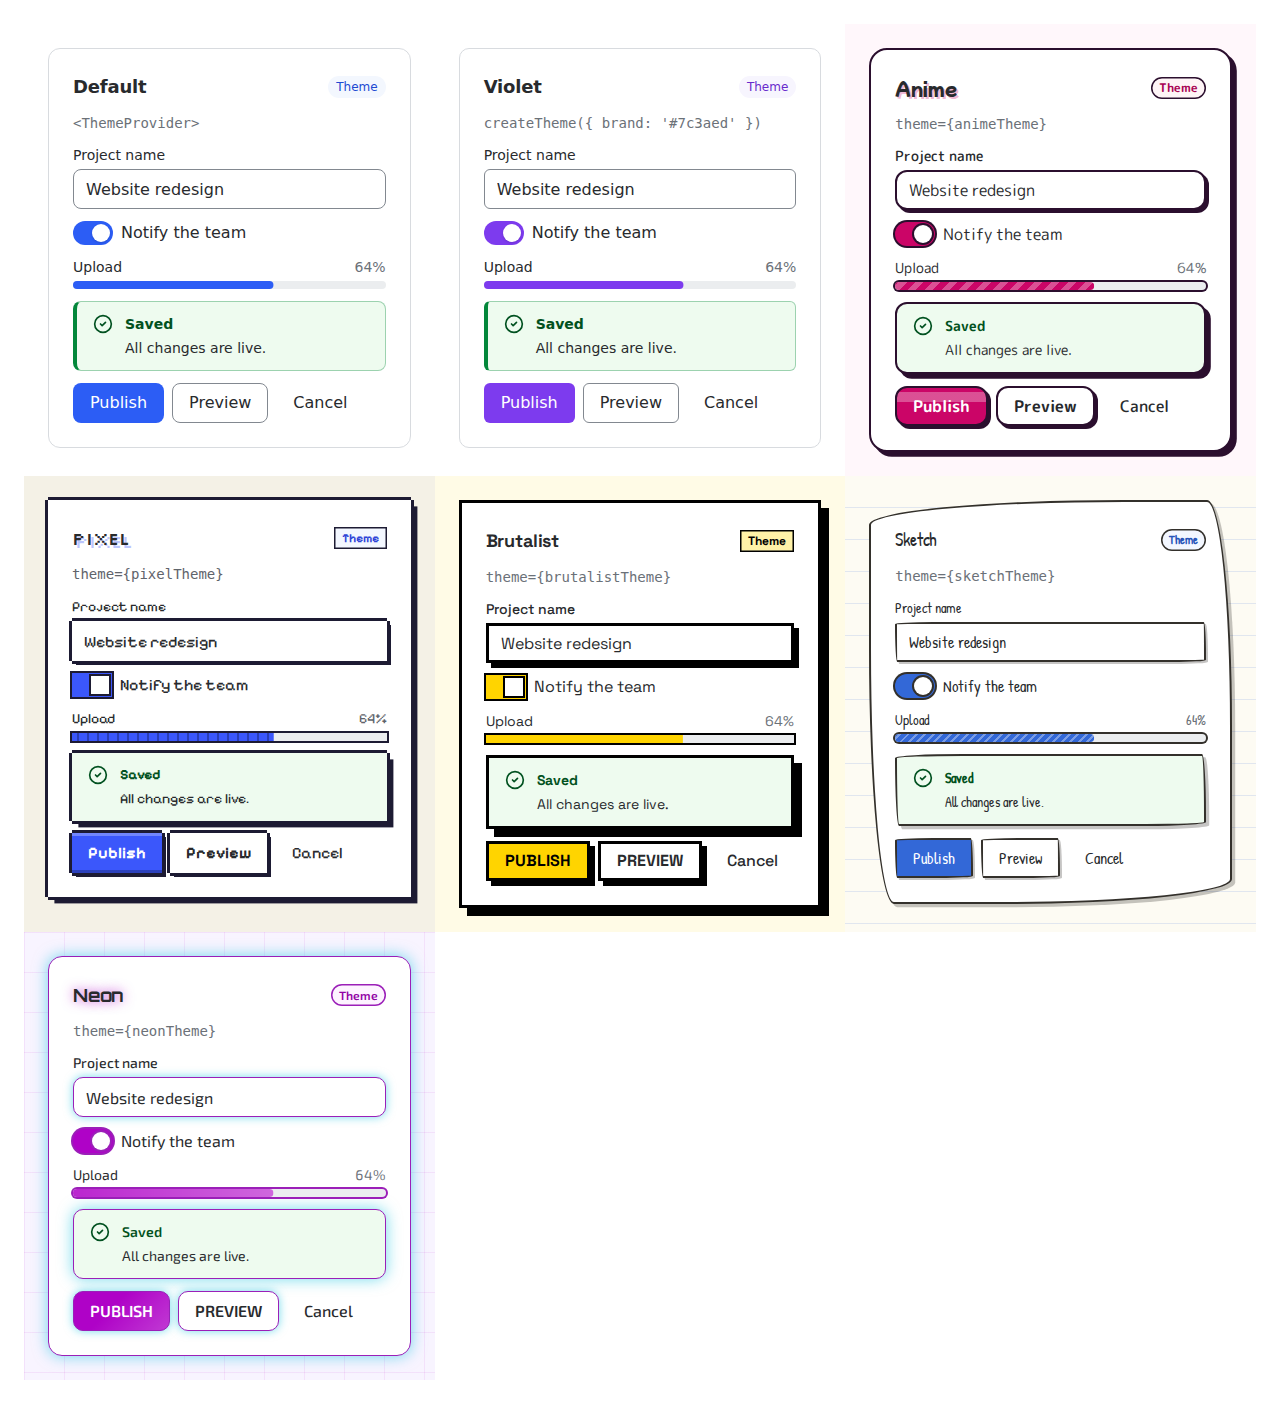 Default
Theme
<ThemeProvider>
Project name
Website redesign
Notify the team
Upload
64%
Saved
All changes are live.
Publish
Preview
Cancel
Violet
Theme
createTheme({ brand: '#7c3aed' })
Project name
Website redesign
Notify the team
Upload
64%
Saved
All changes are live.
Publish
Preview
Cancel
Anime
Theme
theme={animeTheme}
Project name
Website redesign
Notify the team
Upload
64%
Saved
All changes are live.
Publish
Preview
Cancel
PIXEL
Theme
theme={pixelTheme}
Project name
Website redesign
Notify the team
Upload
64%
Saved
All changes are live.
Publish
Preview
Cancel
Brutalist
Theme
theme={brutalistTheme}
Project name
Website redesign
Notify the team
Upload
64%
Saved
All changes are live.
PUBLISH
PREVIEW
Cancel
Sketch
Theme
theme={sketchTheme}
Project name
Website redesign
Notify the team
Upload
64%
Saved
All changes are live.
Publish
Preview
Cancel
Neon
Theme
theme={neonTheme}
Project name
Website redesign
Notify the team
Upload
64%
Saved
All changes are live.
PUBLISH
PREVIEW
Cancel